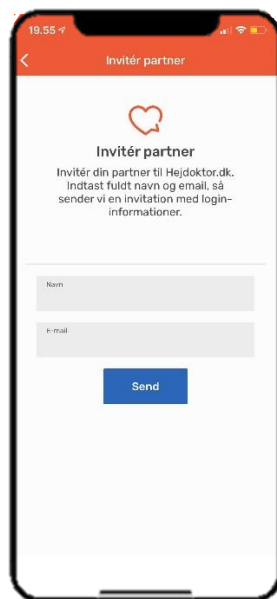 19.55
Invitér partner
Invitér partner
Invitér din partner til Hejdoktor.dk.
Indtast fuldt navn og email, så
sender vi en invitation med login-
informationer.
Navn
E-mail
Send